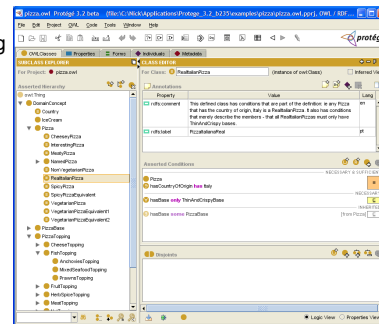 pizza.owl Protégé 3.2 beta (file:\C:\Nick\Applications\Protege_3.2_b235\examples\pizza\pizza.owl.pprj, OWL / RDF ...
File Edit Project OWL Code Tools Window Help
protégé
OWLClasses Properties Forms Individuals Metadata
SUBCLASS EXPLORER
For Project: pizza.owl
Asserted Hierarchy
owl:Thing
DomainConcept
Country
IceCream
Pizza
CheeseyPizza
InterestingPizza
MeatyPizza
NamedPizza
NonVegetarianPizza
RealItalianPizza
SpicyPizza
SpicyPizzaEquivalent
VegetarianPizza
VegetarianPizzaEquivalent1
VegetarianPizzaEquivalent2
PizzaBase
PizzaTopping
CheeseTopping
FishTopping
AnchoviesTopping
MixedSeafoodTopping
PrawnsTopping
FruitTopping
HerbSpiceTopping
MeatTopping
CLASS EDITOR
For Class: RealItalianPizza (instance of owl:Class) Inferred View
Annotations
Property Value Lang
rdfs:comment This defined class has conditions that are part of the definition: ie any Pizza en
that has the country of origin, Italy is a RealItalianPizza. It also has conditions
that merely describe the members - that all RealItalianPizzas must only have
ThinAndCrispy bases.
rdfs:label PizzaItalianaReal pt
Asserted Conditions
NECESSARY & SUFFICIENT
Pizza
hasCountryOfOrigin has Italy
NECESSARY
hasBase only ThinAndCrispyBase
INHERITED
hasBase some PizzaBase [from Pizza]
Disjoints
Logic View Properties View